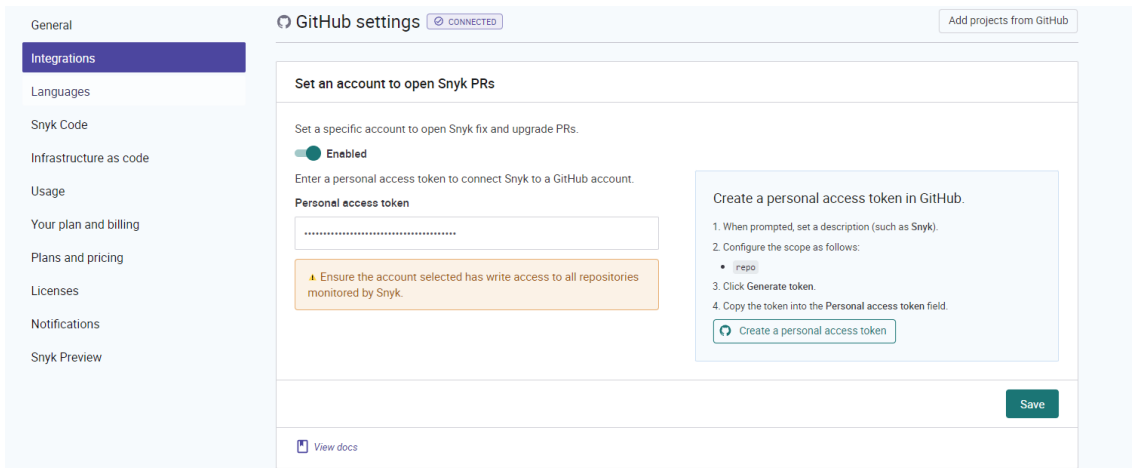 General
Integrations
Languages
Snyk Code
Infrastructure as code
Usage
Your plan and billing
Plans and pricing
Licenses
Notifications
Snyk Preview
GitHub settings CONNECTED
Add projects from GitHub
Set an account to open Snyk PRs
Set a specific account to open Snyk fix and upgrade PRs.
Enabled
Enter a personal access token to connect Snyk to a GitHub account.
Personal access token
••••••••••••••••••••••••••••••••••••••••
Ensure the account selected has write access to all repositories
monitored by Snyk.
Create a personal access token in GitHub.
1. When prompted, set a description (such as Snyk).
2. Configure the scope as follows:
• repo
3. Click Generate token.
4. Copy the token into the Personal access token field.
Create a personal access token
Save
View docs